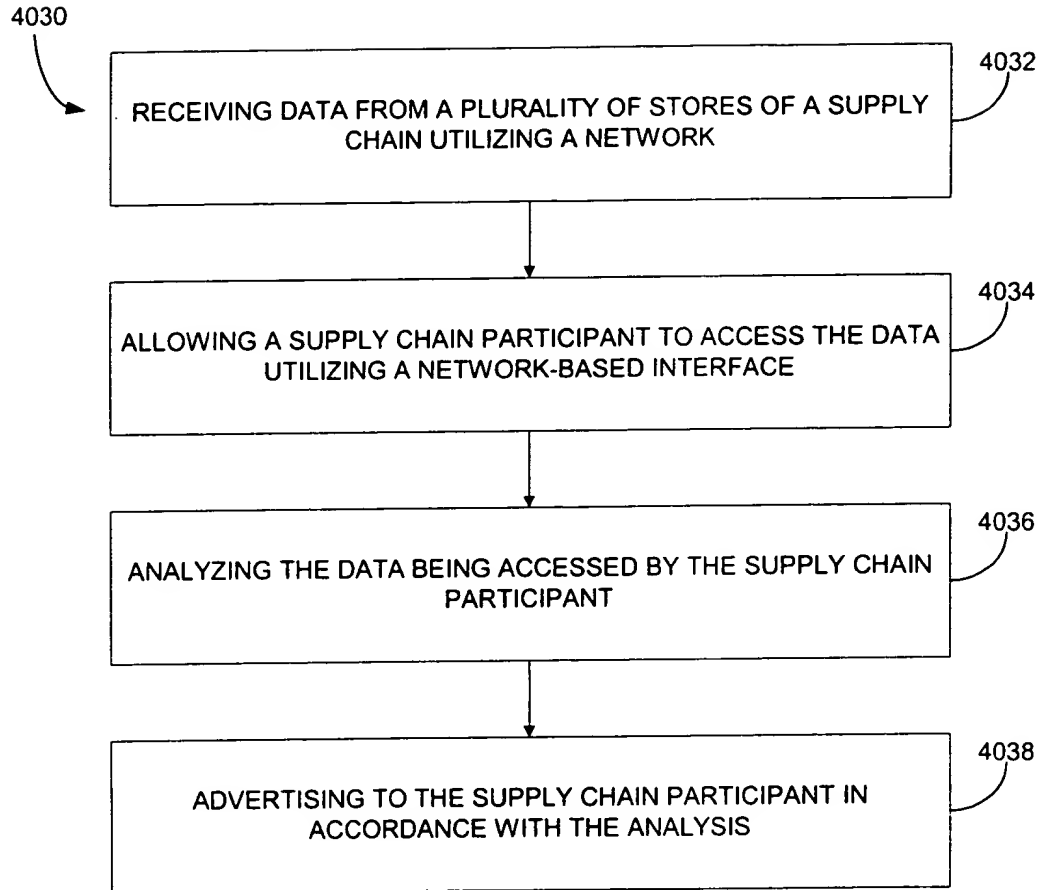 4030
4032
RECEIVING DATA FROM A PLURALITY OF STORES OF A SUPPLY
CHAIN UTILIZING A NETWORK
4034
ALLOWING A SUPPLY CHAIN PARTICIPANT TO ACCESS THE DATA
UTILIZING A NETWORK-BASED INTERFACE
4036
ANALYZING THE DATA BEING ACCESSED BY THE SUPPLY CHAIN
PARTICIPANT
4038
ADVERTISING TO THE SUPPLY CHAIN PARTICIPANT IN
ACCORDANCE WITH THE ANALYSIS